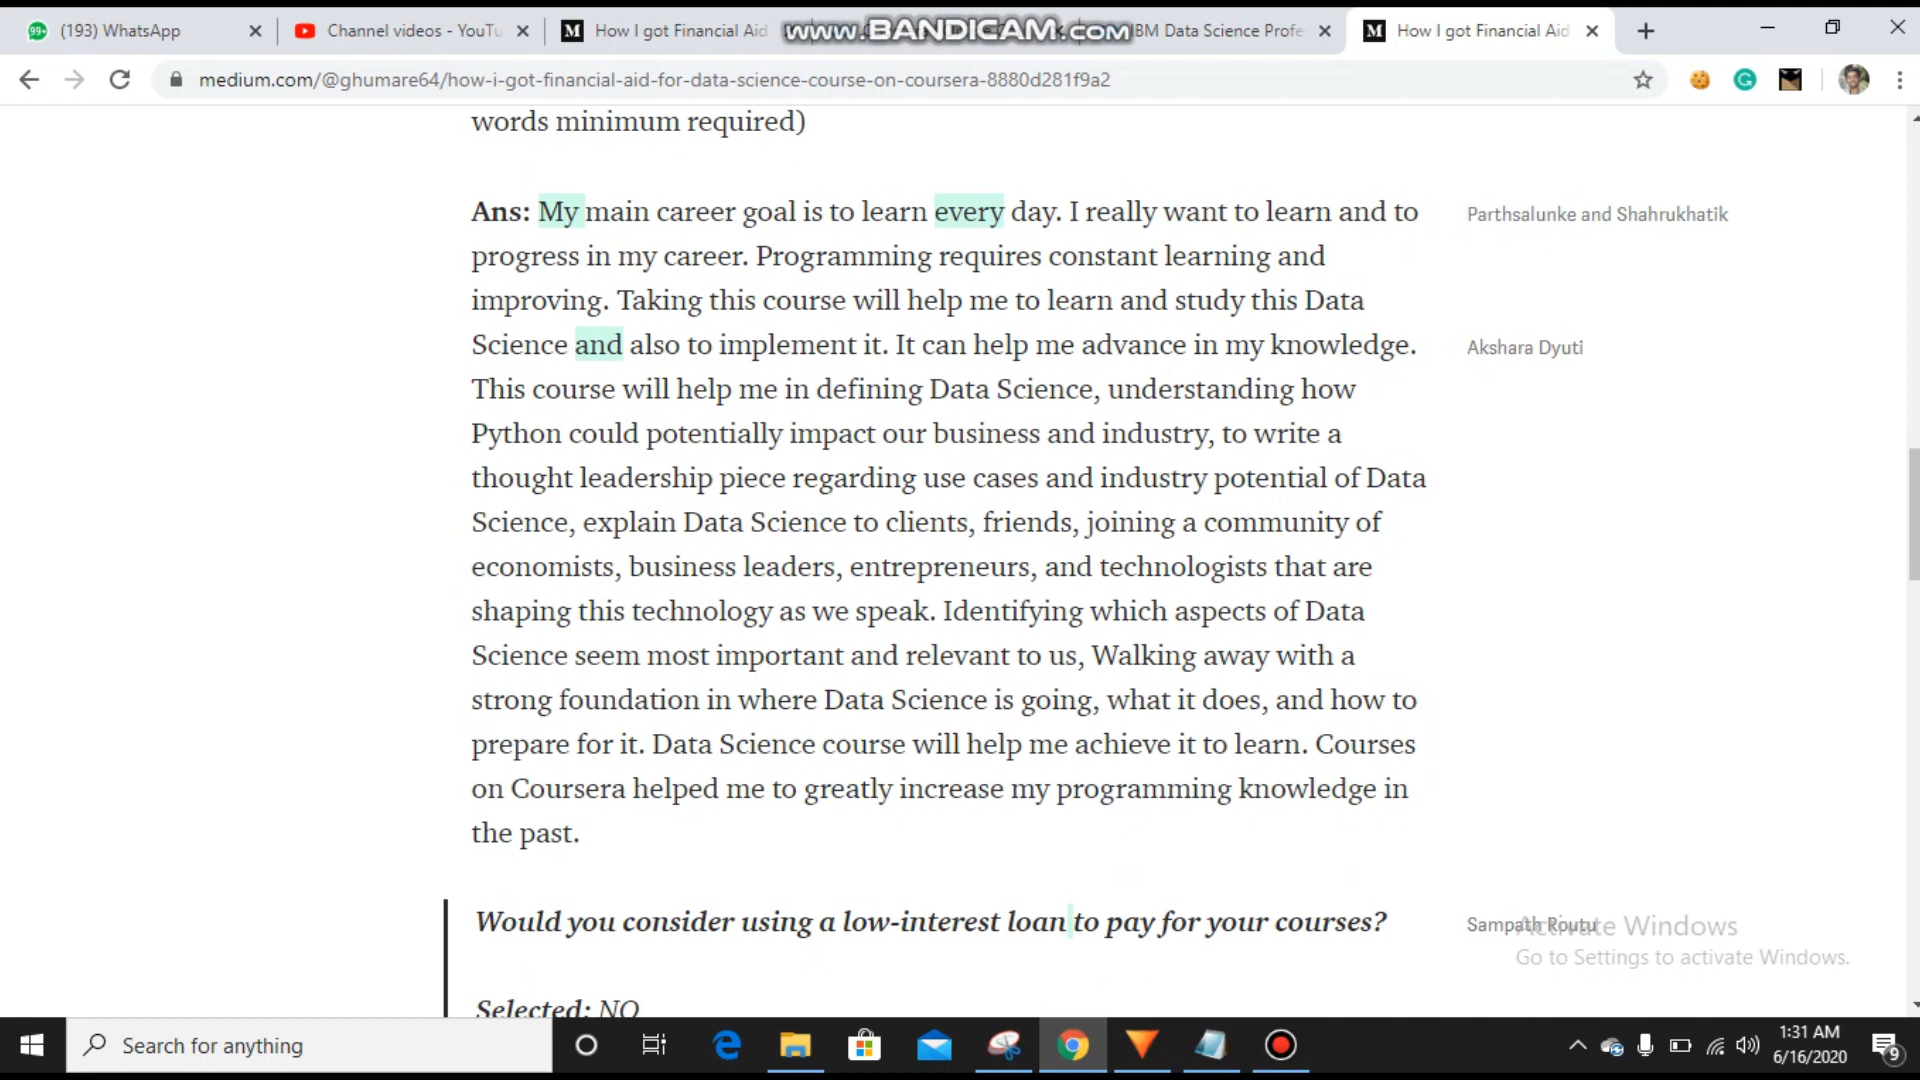 99+ (193) WhatsApp
Channel videos - YouTu
How I got Financial Aid
www.BANDICAM.com
IBM Data Science Profe
How I got Financial Aid
medium.com/@ghumare64/how-i-got-financial-aid-for-data-science-course-on-coursera-8880d281f9a2
words minimum required)
Ans: My main career goal is to learn every day. I really want to learn and to
Parthsalunke and Shahrukhatik
progress in my career. Programming requires constant learning and
improving. Taking this course will help me to learn and study this Data
Science and also to implement it. It can help me advance in my knowledge.
Akshara Dyuti
This course will help me in defining Data Science, understanding how
Python could potentially impact our business and industry, to write a
thought leadership piece regarding use cases and industry potential of Data
Science, explain Data Science to clients, friends, joining a community of
economists, business leaders, entrepreneurs, and technologists that are
shaping this technology as we speak. Identifying which aspects of Data
Science seem most important and relevant to us, Walking away with a
strong foundation in where Data Science is going, what it does, and how to
prepare for it. Data Science course will help me achieve it to learn. Courses
on Coursera helped me to greatly increase my programming knowledge in
the past.
Would you consider using a low-interest loan to pay for your courses?
Sampath Routu
Activate Windows
Go to Settings to activate Windows.
Selected: NO
Search for anything
1:31 AM
6/16/2020
9